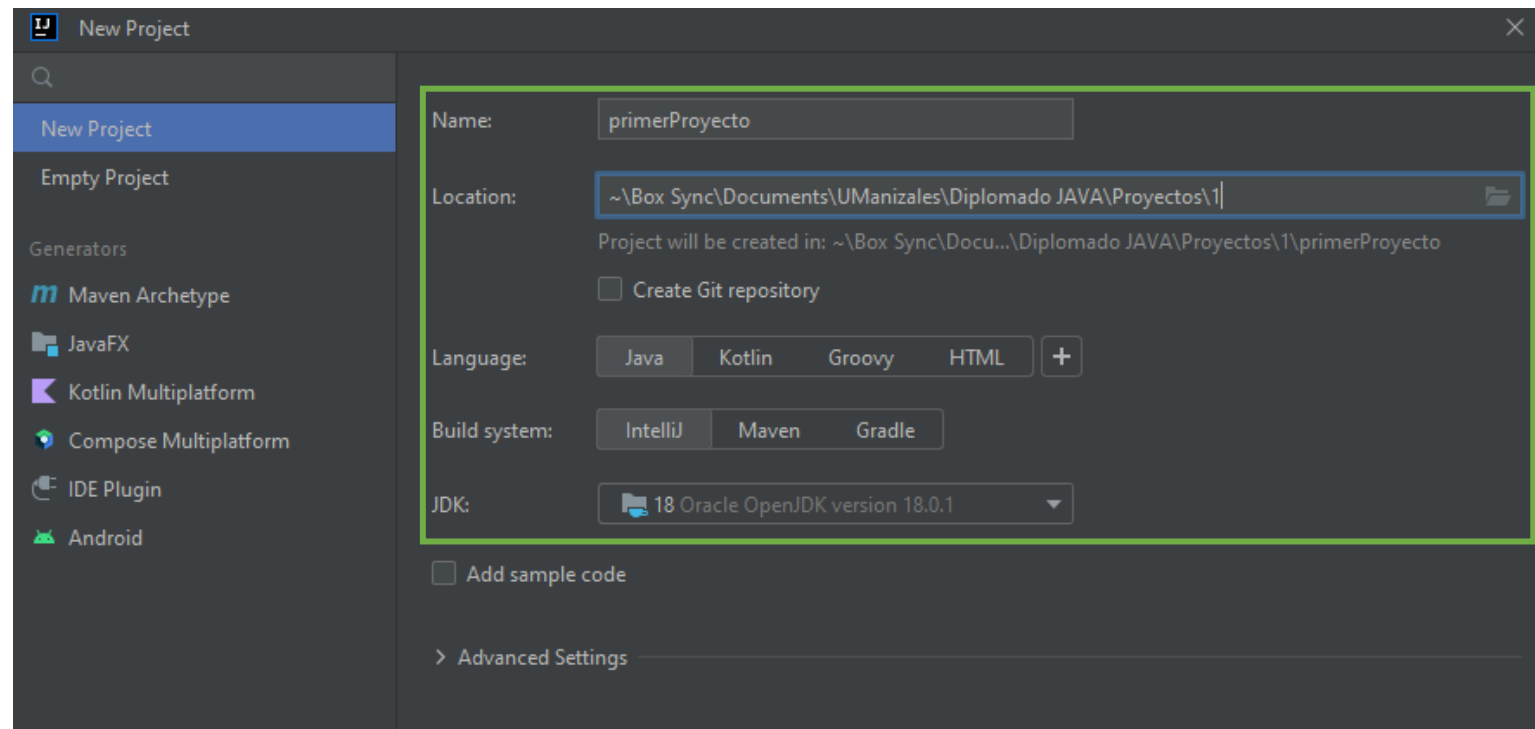 IJ New Project
New Project
Empty Project
Generators
m Maven Archetype
JavaFX
Kotlin Multiplatform
Compose Multiplatform
IDE Plugin
Android
Name: primerProyecto
Location: ~\Box Sync\Documents\UManizales\Diplomado JAVA\Proyectos\1
Project will be created in: ~\Box Sync\Docu...\Diplomado JAVA\Proyectos\1\primerProyecto
Create Git repository
Language: Java Kotlin Groovy HTML +
Build system: IntelliJ Maven Gradle
JDK: 18 Oracle OpenJDK version 18.0.1
Add sample code
Advanced Settings